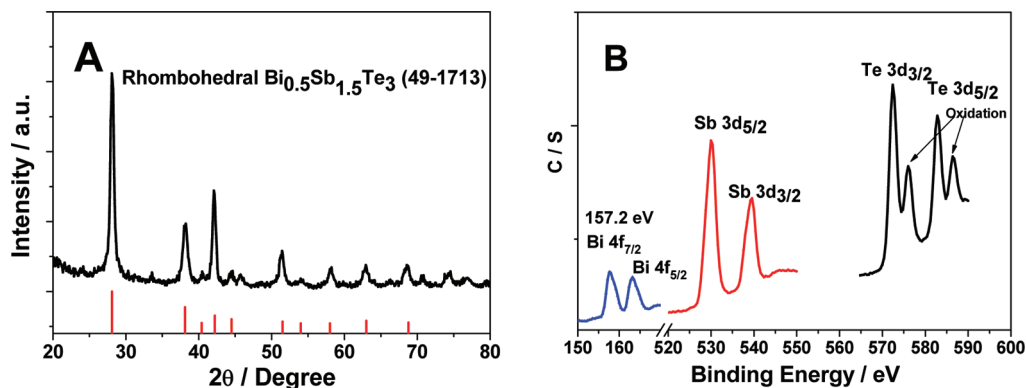 A
Rhombohedral Bi0.5Sb1.5Te3 (49-1713)
Intensity / a.u.
20 30 40 50 60 70 80
2θ / Degree
B
Te 3d3/2
Te 3d5/2
Oxidation
Sb 3d5/2
Sb 3d3/2
157.2 eV
Bi 4f7/2
Bi 4f5/2
C / S
150 160 520 530 540 550 570 580 590 600
Binding Energy / eV